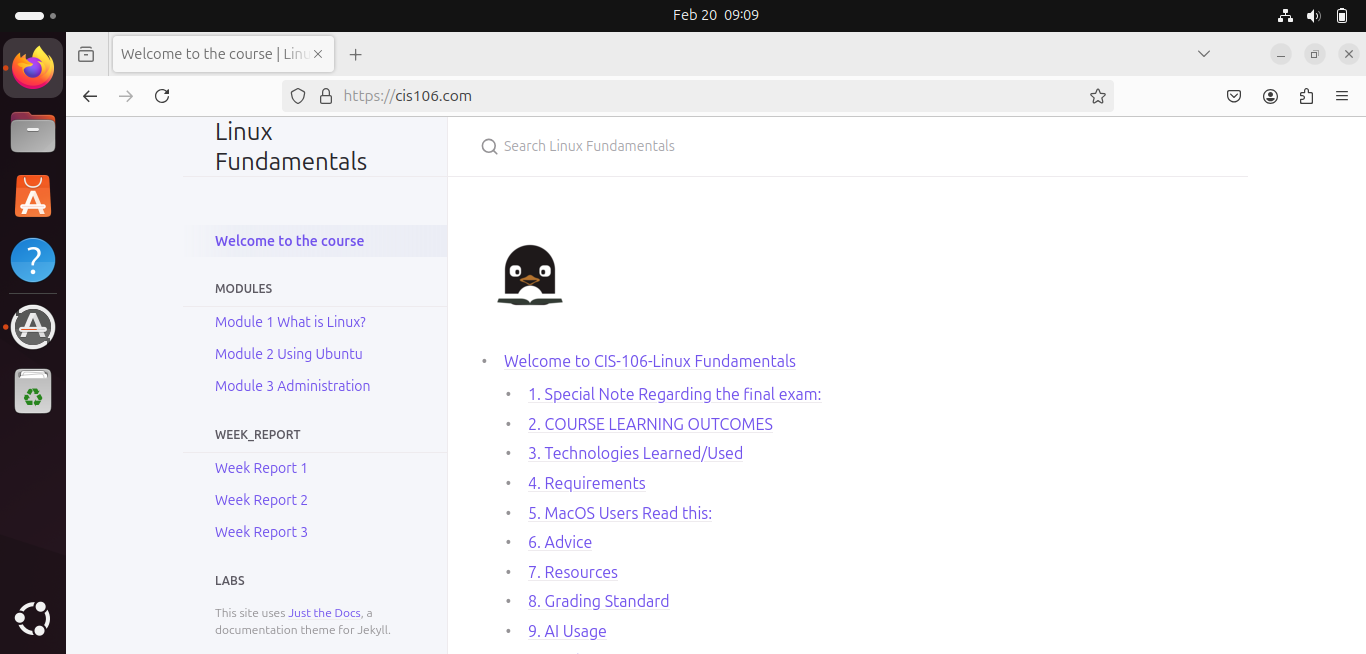 Feb 20 09:09
Welcome to the course | Linu
https://cis106.com
Linux
Fundamentals
Search Linux Fundamentals
Welcome to the course
MODULES
Module 1 What is Linux?
Module 2 Using Ubuntu
Module 3 Administration
WEEK_REPORT
Week Report 1
Week Report 2
Week Report 3
LABS
This site uses Just the Docs, a
documentation theme for Jekyll.
Welcome to CIS-106-Linux Fundamentals
1. Special Note Regarding the final exam:
2. COURSE LEARNING OUTCOMES
3. Technologies Learned/Used
4. Requirements
5. MacOS Users Read this:
6. Advice
7. Resources
8. Grading Standard
9. AI Usage